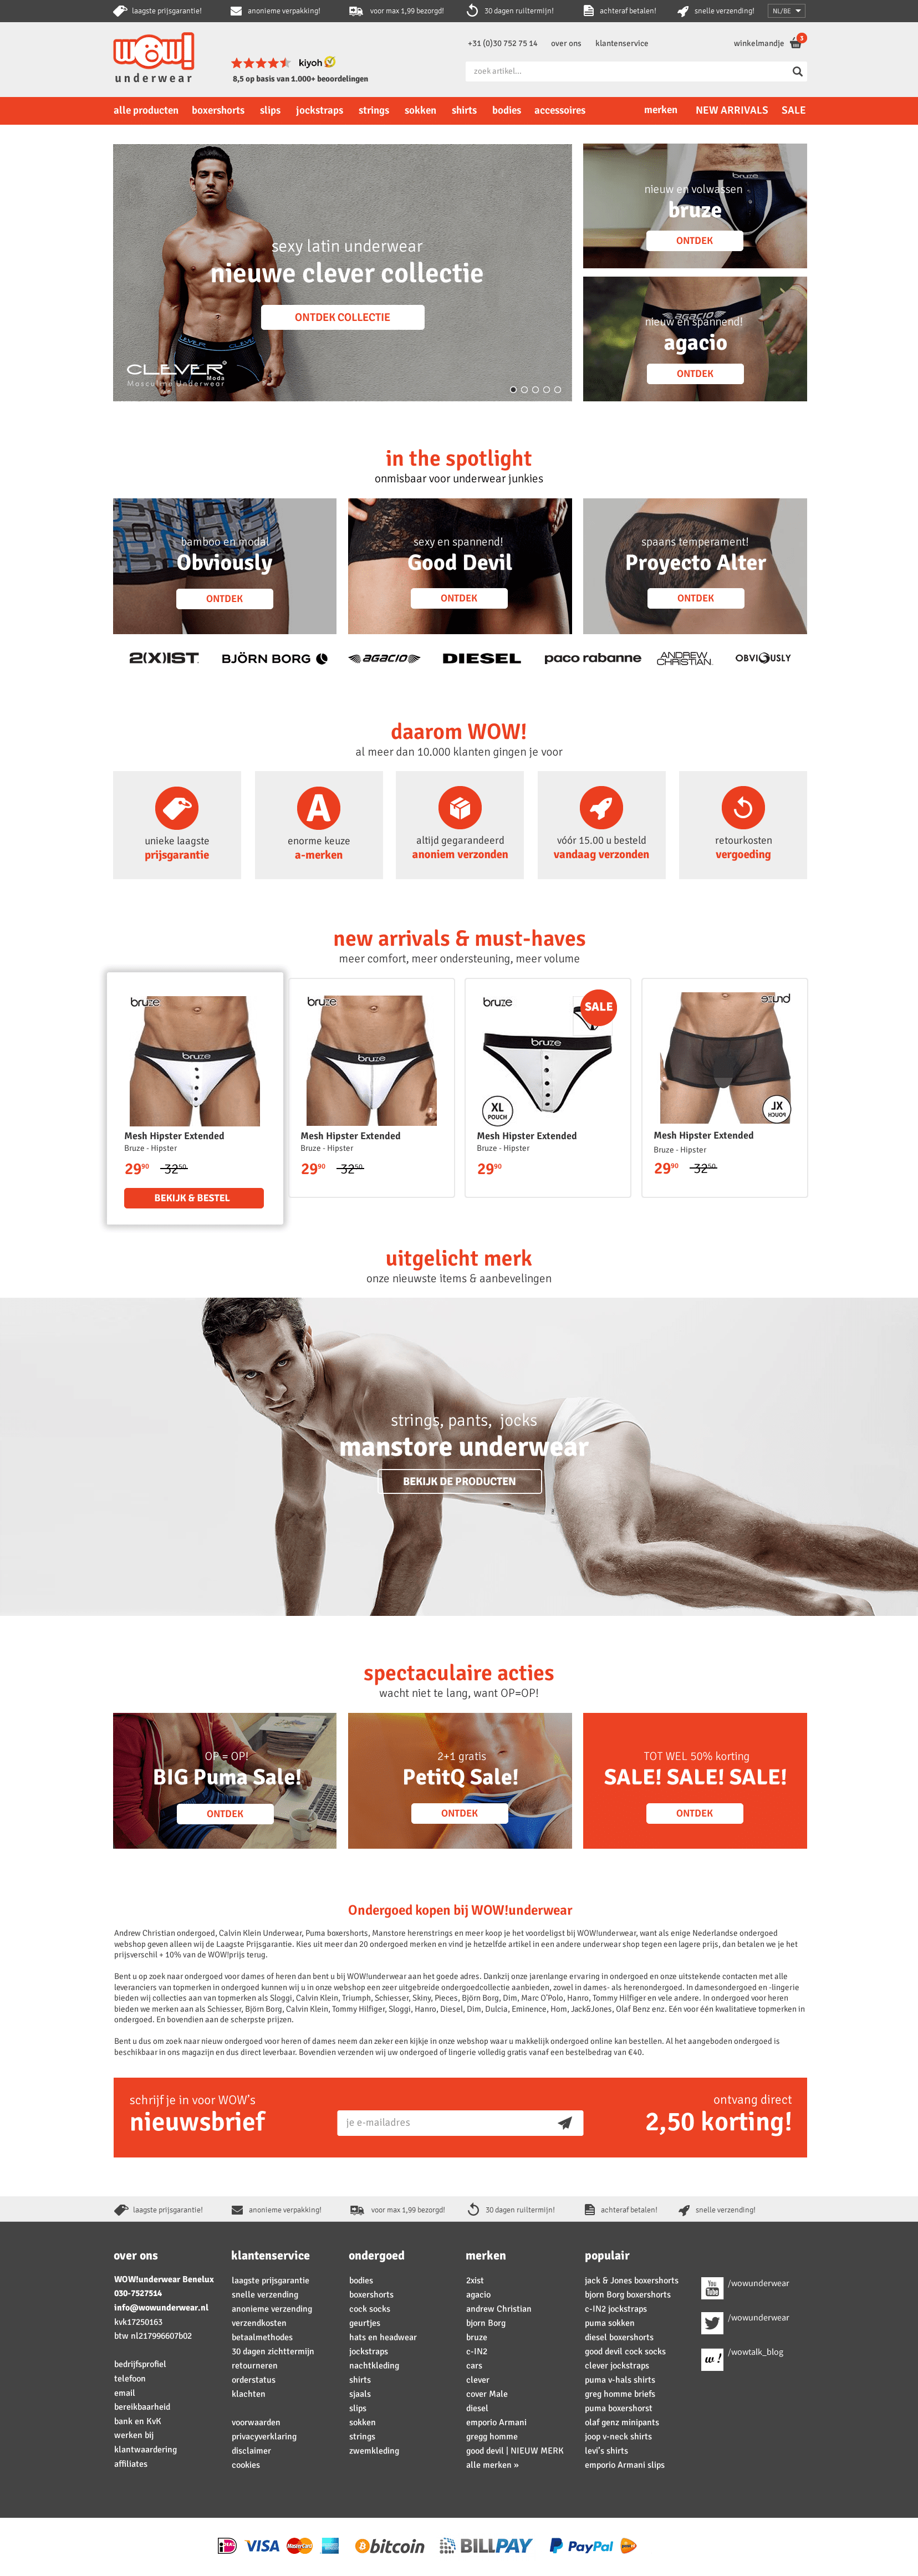 laagste prijsgarantie! anonieme verpakking! voor max 1,99 bezorgd! 30 dagen ruiltermijn! achteraf betalen! snelle verzending! NL/BE
wow!
underwear
kiyoh
8,5 op basis van 1.000+ beoordelingen
+31 (0)30 752 75 14 over ons klantenservice winkelmandje 3
zoek artikel...
alle producten boxershorts slips jockstraps strings sokken shirts bodies accessoires merken NEW ARRIVALS SALE
sexy latin underwear
nieuwe clever collectie
ONTDEK COLLECTIE
CLEVER
Moda
Masculine Underwear
bruze
nieuw en volwassen
bruze
ONTDEK
AGACIO
nieuw en spannend!
agacio
ONTDEK
in the spotlight
onmisbaar voor underwear junkies
bamboo en modal
Obviously
ONTDEK
sexy en spannend!
Good Devil
ONTDEK
spaans temperament!
Proyecto Alter
ONTDEK
2(X)IST BJÖRN BORG AGACIO DIESEL paco rabanne ANDREW CHRISTIAN OBVIOUSLY
daarom WOW!
al meer dan 10.000 klanten gingen je voor
unieke laagste
prijsgarantie
A
enorme keuze
a-merken
altijd gegarandeerd
anoniem verzonden
vóór 15.00 u besteld
vandaag verzonden
retourkosten
vergoeding
new arrivals & must-haves
meer comfort, meer ondersteuning, meer volume
bruze
bruze
Mesh Hipster Extended
Bruze - Hipster
29 90 32 50
BEKIJK & BESTEL
bruze
bruze
Mesh Hipster Extended
Bruze - Hipster
29 90 32 50
bruze
SALE
bruze
XL
POUCH
Mesh Hipster Extended
Bruze - Hipster
29 90
bruze
XL
POUCH
Mesh Hipster Extended
Bruze - Hipster
29 90 32 50
uitgelicht merk
onze nieuwste items & aanbevelingen
strings, pants, jocks
manstore underwear
BEKIJK DE PRODUCTEN
spectaculaire acties
wacht niet te lang, want OP=OP!
OP = OP!
BIG Puma Sale!
ONTDEK
2+1 gratis
PetitQ Sale!
ONTDEK
TOT WEL 50% korting
SALE! SALE! SALE!
ONTDEK
Ondergoed kopen bij WOW!underwear
Andrew Christian ondergoed, Calvin Klein Underwear, Puma boxershorts, Manstore herenstrings en meer koop je het voordeligst bij WOW!underwear, want als enige Nederlandse ondergoed
webshop geven alleen wij de Laagste Prijsgarantie. Kies uit meer dan 20 ondergoed merken en vind je hetzelfde artikel in een andere underwear shop tegen een lagere prijs, dan betalen we je het
prijsverschil + 10% van de WOW!prijs terug.
Bent u op zoek naar ondergoed voor dames of heren dan bent u bij WOW!underwear aan het goede adres. Dankzij onze jarenlange ervaring in ondergoed en onze uitstekende contacten met alle
leveranciers van topmerken in ondergoed kunnen wij u in onze webshop een zeer uitgebreide ondergoedcollectie aanbieden, zowel in dames- als herenondergoed. In damesondergoed en -lingerie
bieden wij collecties aan van topmerken als Sloggi, Calvin Klein, Triumph, Schiesser, Skiny, Pieces, Björn Borg, Dim, Marc O'Polo, Hanro, Tommy Hilfiger en vele andere. In ondergoed voor heren
bieden we merken aan als Schiesser, Björn Borg, Calvin Klein, Tommy Hilfiger, Sloggi, Hanro, Diesel, Dim, Dulcia, Eminence, Hom, Jack&Jones, Olaf Benz enz. Eén voor één kwalitatieve topmerken in
ondergoed. En bovendien aan de scherpste prijzen.
Bent u dus om zoek naar nieuw ondergoed voor heren of dames neem dan zeker een kijkje in onze webshop waar u makkelijk ondergoed online kan bestellen. Al het aangeboden ondergoed is
beschikbaar in ons magazijn en dus direct leverbaar. Bovendien verzenden wij uw ondergoed of lingerie volledig gratis vanaf een bestelbedrag van €40.
schrijf je in voor WOW's
nieuwsbrief
je e-mailadres
ontvang direct
2,50 korting!
laagste prijsgarantie! anonieme verpakking! voor max 1,99 bezorgd! 30 dagen ruiltermijn! achteraf betalen! snelle verzending!
over ons
WOW!underwear Benelux
030-7527514
info@wowunderwear.nl
kvk17250163
btw nl217996607b02
bedrijfsprofiel
telefoon
email
bereikbaarheid
bank en KvK
werken bij
klantwaardering
affiliates
klantenservice
laagste prijsgarantie
snelle verzending
anonieme verzending
verzendkosten
betaalmethodes
30 dagen zichttermijn
retourneren
orderstatus
klachten
voorwaarden
privacyverklaring
disclaimer
cookies
ondergoed
bodies
boxershorts
cock socks
geurtjes
hats en headwear
jockstraps
nachtkleding
shirts
sjaals
slips
sokken
strings
zwemkleding
merken
2xist
agacio
andrew Christian
bjorn Borg
bruze
c-IN2
cars
clever
cover Male
diesel
emporio Armani
gregg homme
good devil | NIEUW MERK
alle merken »
populair
jack & Jones boxershorts
bjorn Borg boxershorts
c-IN2 jockstraps
puma sokken
diesel boxershorts
good devil cock socks
clever jockstraps
puma v-hals shirts
greg homme briefs
puma boxershorst
olaf genz minipants
joop v-neck shirts
levi's shirts
emporio Armani slips
You Tube /wowunderwear
/wowunderwear
w! /wowtalk_blog
iDEAL VISA MasterCard bitcoin BILLPAY PayPal